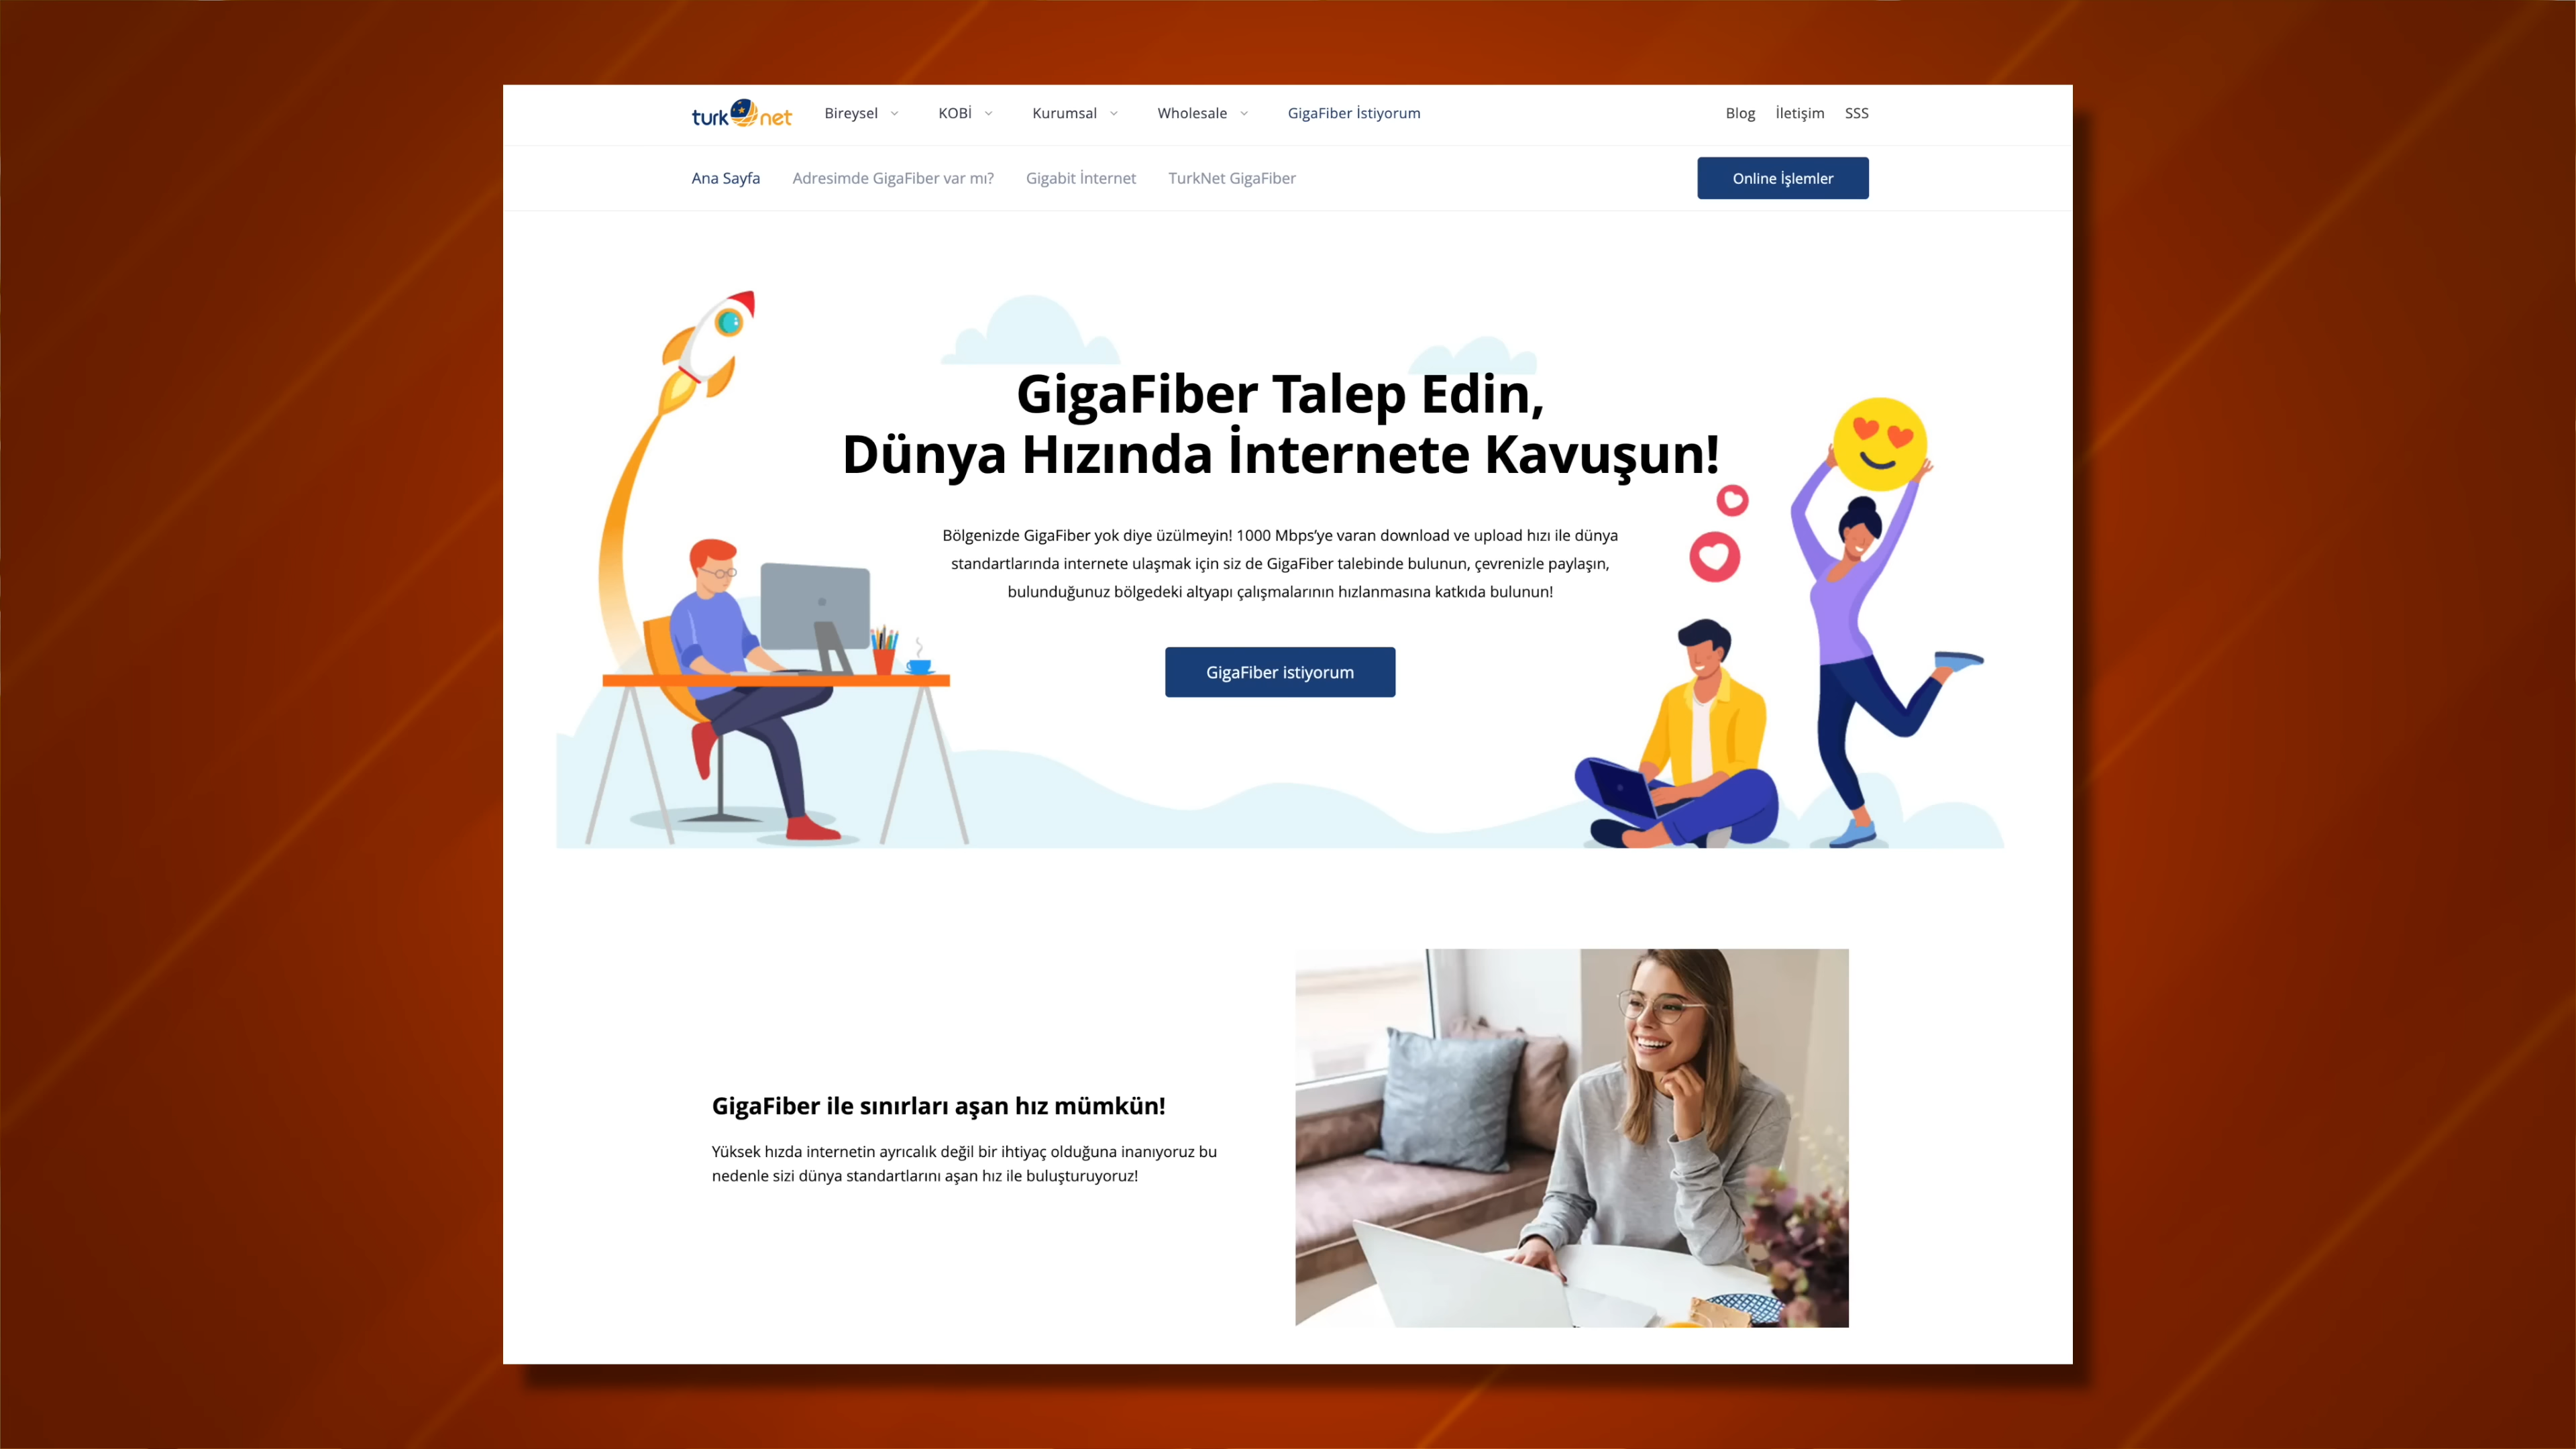 turk net Bireysel KOBİ Kurumsal Wholesale GigaFiber İstiyorum Blog İletişim SSS
Ana Sayfa Adresimde GigaFiber var mı? Gigabit İnternet TurkNet GigaFiber Online İşlemler
GigaFiber Talep Edin,
Dünya Hızında İnternete Kavuşun!
Bölgenizde GigaFiber yok diye üzülmeyin! 1000 Mbps’ye varan download ve upload hızı ile dünya
standartlarında internete ulaşmak için siz de GigaFiber talebinde bulunun, çevrenizle paylaşın,
bulunduğunuz bölgedeki altyapı çalışmalarının hızlanmasına katkıda bulunun!
GigaFiber istiyorum
GigaFiber ile sınırları aşan hız mümkün!
Yüksek hızda internetin ayrıcalık değil bir ihtiyaç olduğuna inanıyoruz bu
nedenle sizi dünya standartlarını aşan hız ile buluşturuyoruz!